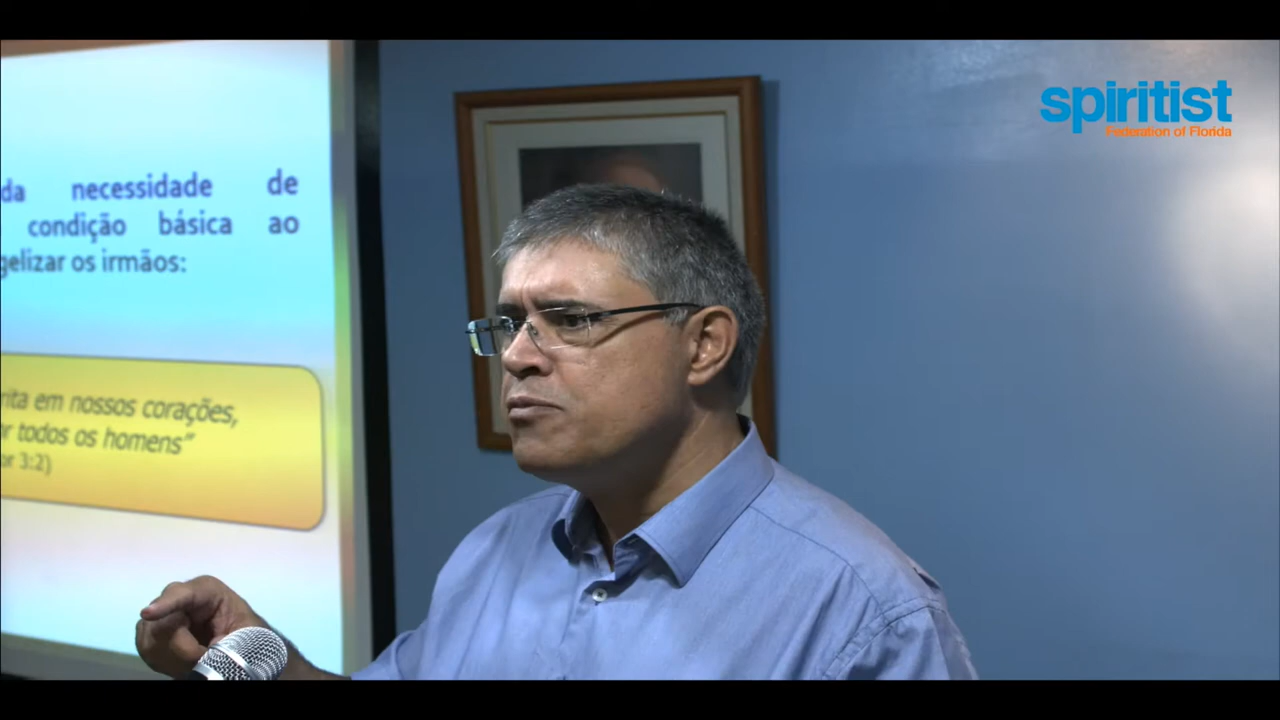 da necessidade de
condição básica ao
gelizar os irmãos:
rita em nossos corações,
r todos os homens”
or 3:2)
spiritist
Federation of Florida